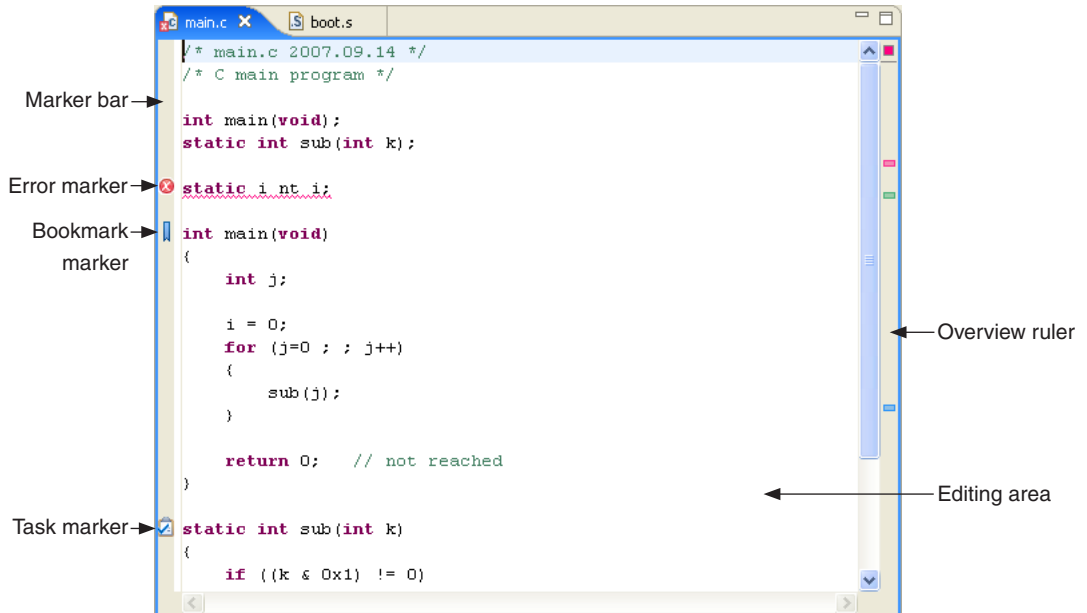 main.c boot.s
/* main.c 2007.09.14 */
/* C main program */
Marker bar
int main(void);
static int sub(int k);
Error marker
static i nt i;
Bookmark marker
int main(void)
{
int j;
i = 0;
for (j=0 ; ; j++)
{
sub(j);
}
return 0; // not reached
}
Overview ruler
Editing area
Task marker
static int sub(int k)
{
if ((k & 0x1) != 0)